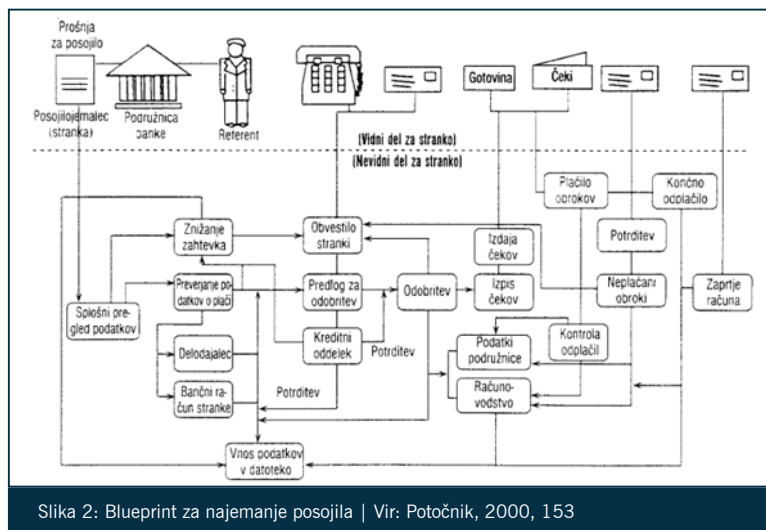 Prošnja
za posojilo
Posojilojemalec
(stranka)
Podružnica
banke
Referent
Gotovina
Čeki
(Vidni del za stranko)
(Nevidni del za stranko)
Plačilo
obrokov
Končno
odplačilo
Znižanje
zahtevka
Obvestilo
stranki
Izdaja
čekov
Potrditev
Preverjanje po-
datkov o plači
Predlog za
odobritev
Odobritev
Izpis
čekov
Neplačani
obroki
Zaprtje
računa
Splošni pre-
gled podatkov
Kreditni
oddelek
Potrditev
Podatki
podružnice
Kontrola
odplačil
Delodajalec
Bančni ra-
čun stranke
Potrditev
Računo-
vodstvo
Vnos podatkov
v datoteko
Slika 2: Blueprint za najemanje posojila | Vir: Potočnik, 2000, 153